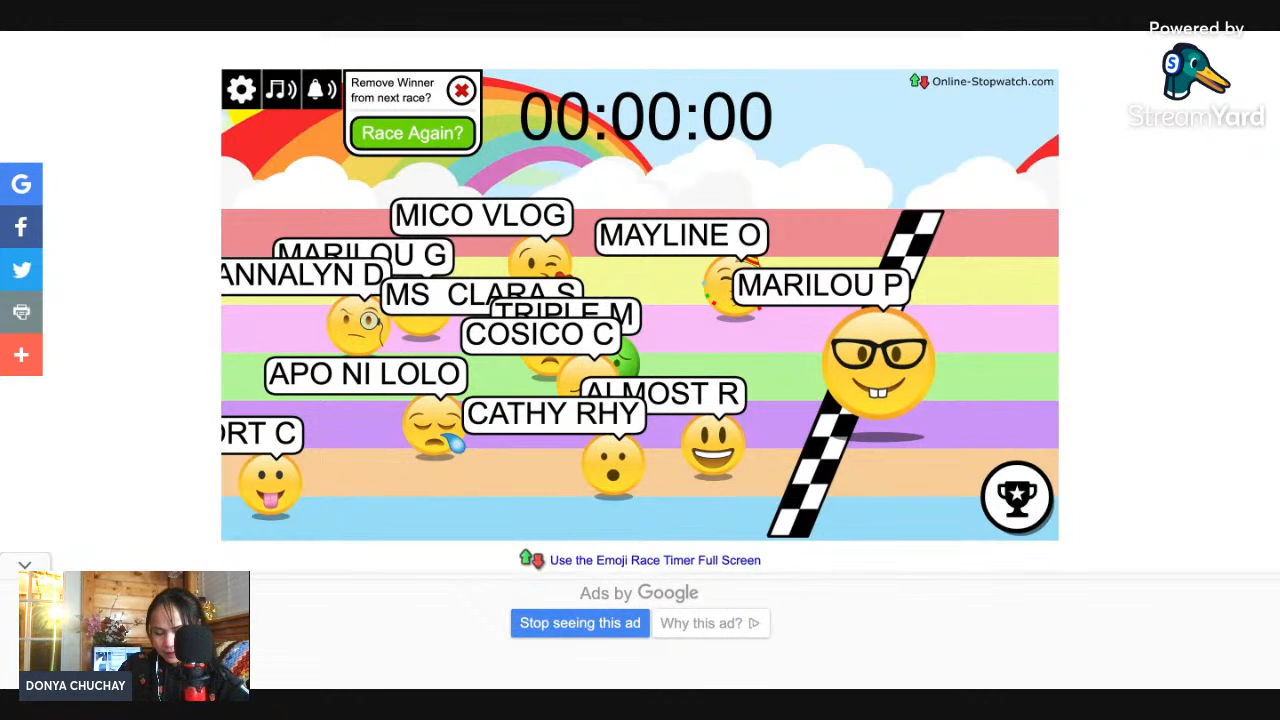 Powered by
StreamYard
Remove Winner
from next race?
Race Again?
00:00:00
Online-Stopwatch.com
MICO VLOG
MAYLINE O
MARILOU G
ANNALYN D
MARILOU P
MS CLARA S
TRIPLE M
COSICO C
APO NI LOLO
ALMOST R
CATHY RHY
ORT C
Use the Emoji Race Timer Full Screen
Ads by Google
Stop seeing this ad
Why this ad?
DONYA CHUCHAY